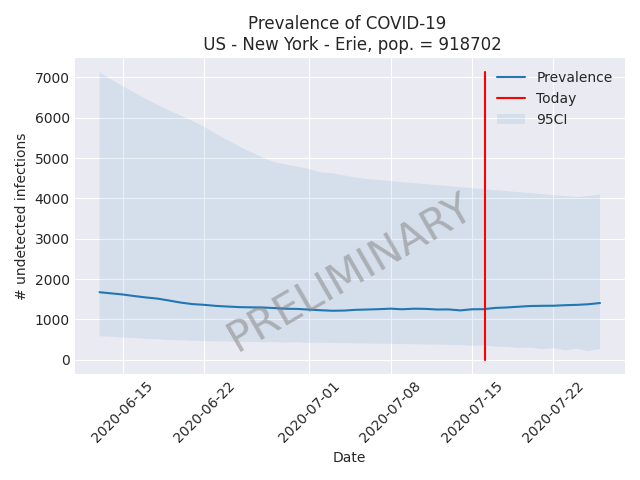 Prevalence of COVID-19
US - New York - Erie, pop. = 918702
7000
6000
5000
4000
3000
2000
1000
0
# undetected infections
Prevalence
Today
95CI
PRELIMINARY
2020-06-15
2020-06-22
2020-07-01
2020-07-08
2020-07-15
2020-07-22
Date